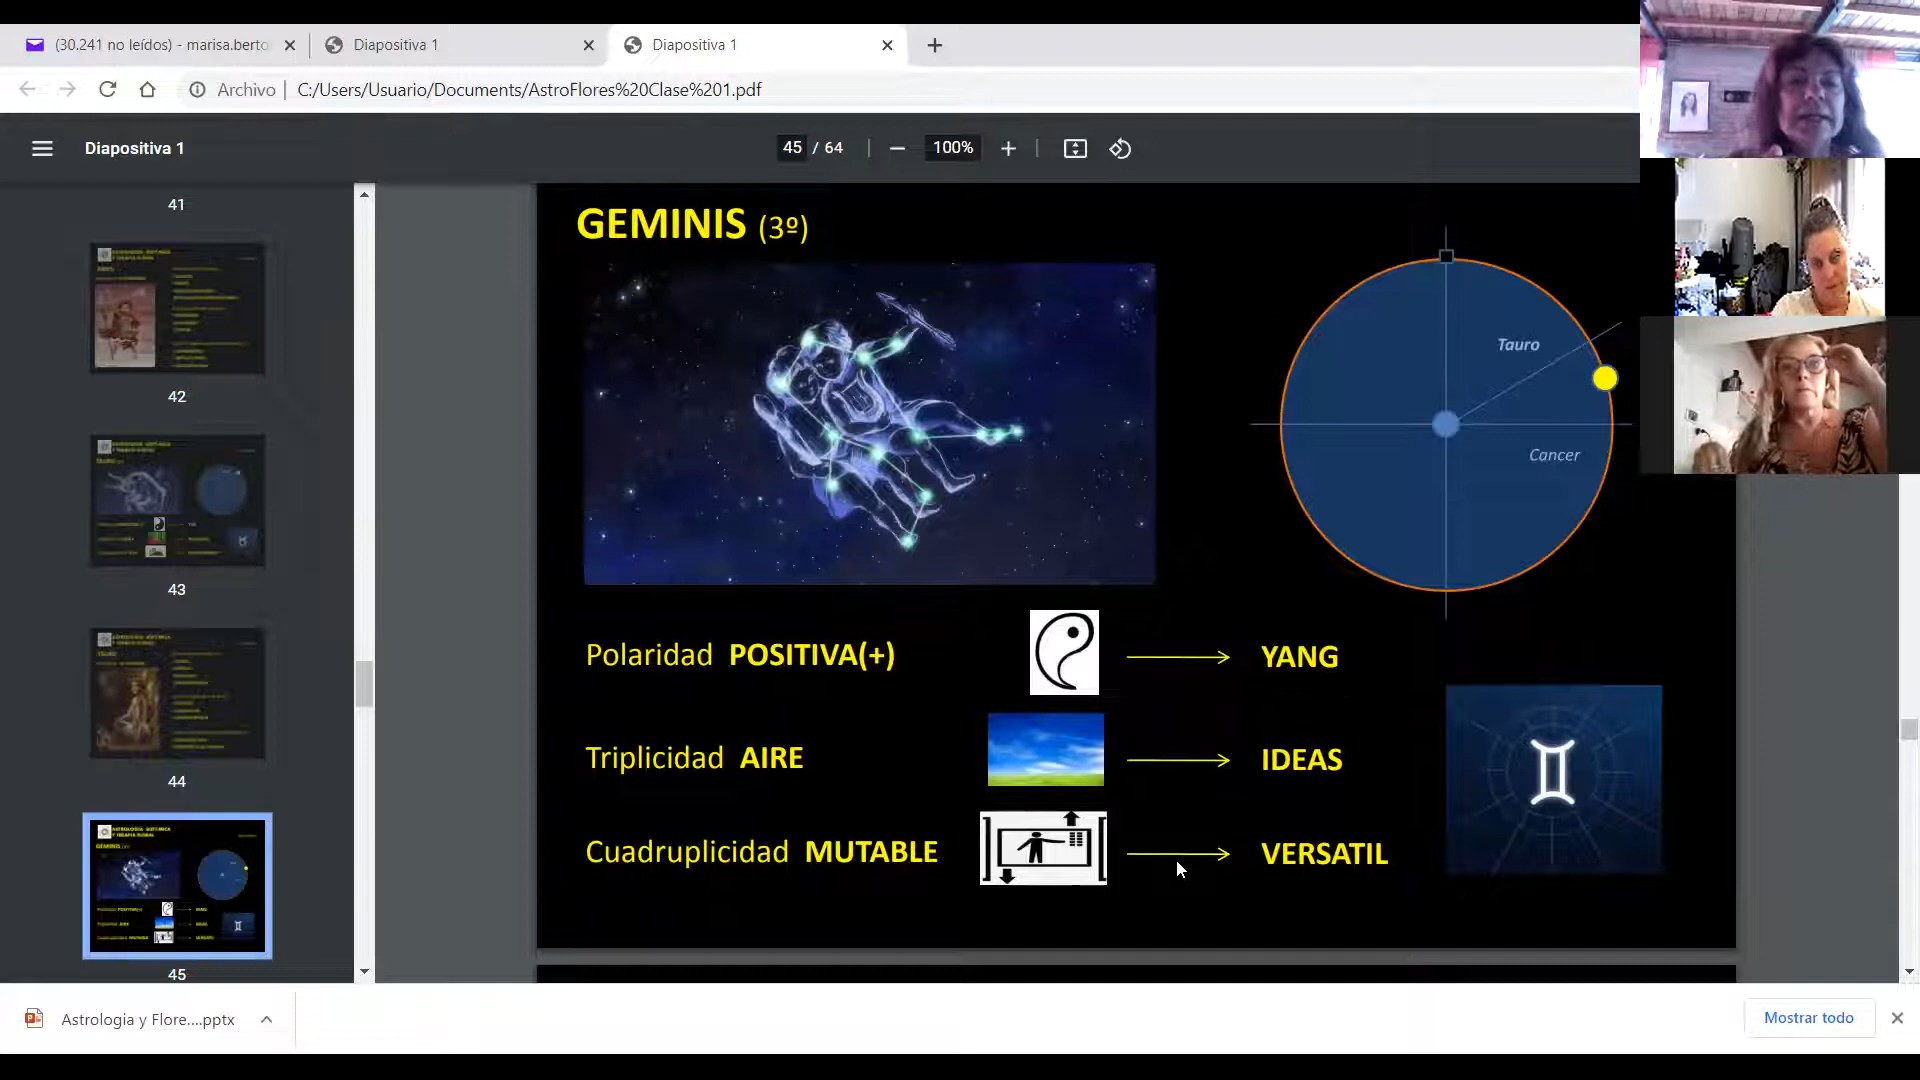 (30.241 no leídos) - marisa.berto
Diapositiva 1
Diapositiva 1
Archivo
C:/Users/Usuario/Documents/AstroFlores%20Clase%201.pdf
Diapositiva 1
45 / 64
100%
41
42
43
44
45
GEMINIS (3º)
Tauro
Cancer
Polaridad POSITIVA(+)
YANG
Triplicidad AIRE
IDEAS
Cuadruplicidad MUTABLE
VERSATIL
Astrologia y Flore....pptx
Mostrar todo